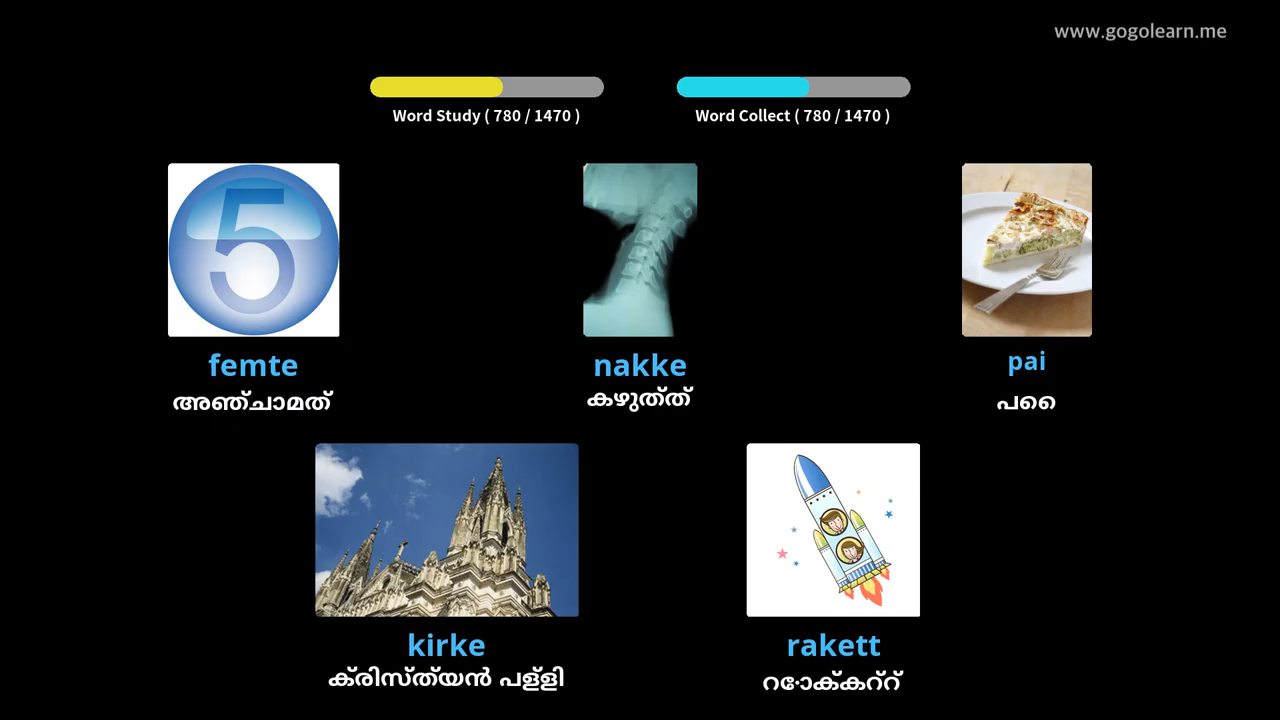 www.gogolearn.me
Word Study ( 780 / 1470 )
Word Collect ( 780 / 1470 )
5
femte
അഞ്ചാമത്
nakke
കഴുത്ത്
pai
പൈ
kirke
ക്രിസ്ത്യൻ പള്ളി
rakett
റോക്കറ്റ്